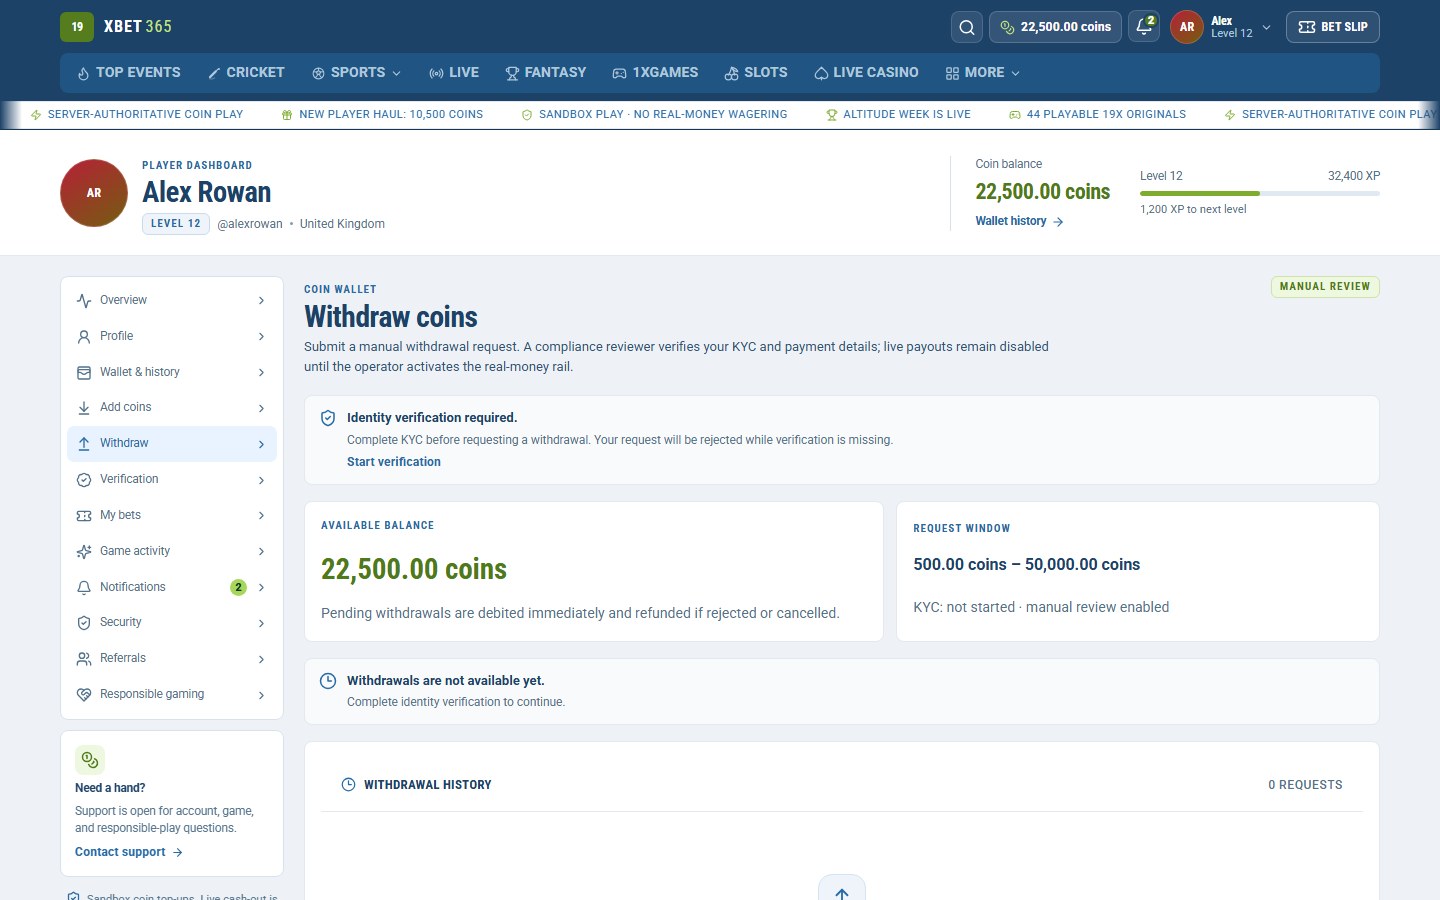 19 XBET 365
22,500.00 coins
2
AR
Alex
Level 12
BET SLIP
TOP EVENTS
CRICKET
SPORTS
LIVE
FANTASY
1XGAMES
SLOTS
LIVE CASINO
MORE
SERVER-AUTHORITATIVE COIN PLAY
NEW PLAYER HAUL: 10,500 COINS
SANDBOX PLAY · NO REAL-MONEY WAGERING
ALTITUDE WEEK IS LIVE
44 PLAYABLE 19X ORIGINALS
SERVER-AUTHORITATIVE COIN PLAY
AR
PLAYER DASHBOARD
Alex Rowan
LEVEL 12 @alexrowan • United Kingdom
Coin balance
22,500.00 coins
Wallet history
Level 12 32,400 XP
1,200 XP to next level
Overview
Profile
Wallet & history
Add coins
Withdraw
Verification
My bets
Game activity
Notifications 2
Security
Referrals
Responsible gaming
Need a hand?
Support is open for account, game,
and responsible-play questions.
Contact support
Sandbox coin top-ups. Live cash-out is
COIN WALLET
Withdraw coins
MANUAL REVIEW
Submit a manual withdrawal request. A compliance reviewer verifies your KYC and payment details; live payouts remain disabled
until the operator activates the real-money rail.
Identity verification required.
Complete KYC before requesting a withdrawal. Your request will be rejected while verification is missing.
Start verification
AVAILABLE BALANCE
22,500.00 coins
Pending withdrawals are debited immediately and refunded if rejected or cancelled.
REQUEST WINDOW
500.00 coins – 50,000.00 coins
KYC: not started · manual review enabled
Withdrawals are not available yet.
Complete identity verification to continue.
WITHDRAWAL HISTORY
0 REQUESTS